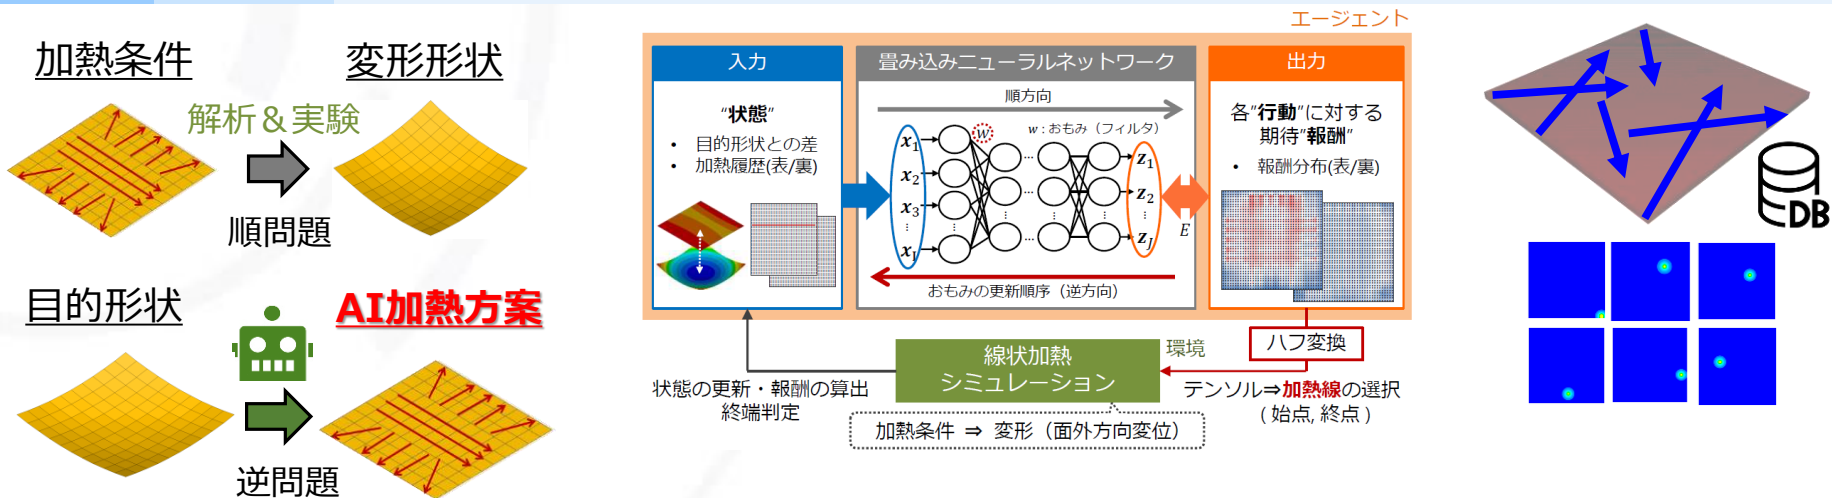 加熱条件
変形形状
解析＆実験
順問題
目的形状
AI加熱方案
逆問題
エージェント
入力
“状態”
• 目的形状との差
• 加熱履歴(表/裏)
畳み込みニューラルネットワーク
順方向
w : おもみ（フィルタ）
w
x1
x2
x3
⋮
xI
...
...
⋮
⋮
⋮
z1
z2
⋮
zJ
E
おもみの更新順序（逆方向）
出力
各“行動”に対する
期待“報酬”
• 報酬分布(表/裏)
ハフ変換
環境
線状加熱
シミュレーション
状態の更新・報酬の算出
終端判定
テンソル⇒加熱線の選択
( 始点, 終点 )
加熱条件 ⇒ 変形（面外方向変位）
DB